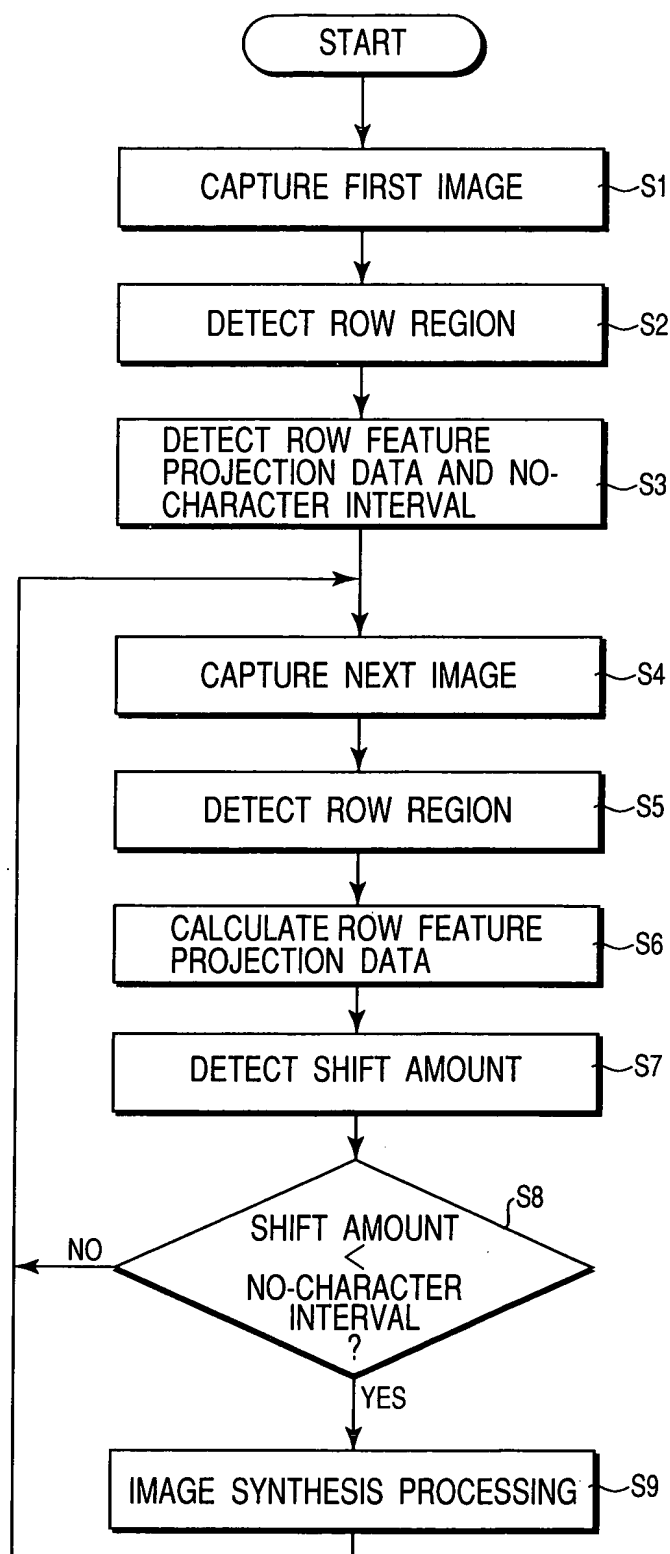 START
CAPTURE FIRST IMAGE
S1
DETECT ROW REGION
S2
DETECT ROW FEATURE
PROJECTION DATA AND NO-
CHARACTER INTERVAL
S3
CAPTURE NEXT IMAGE
S4
DETECT ROW REGION
S5
CALCULATE ROW FEATURE
PROJECTION DATA
S6
DETECT SHIFT AMOUNT
S7
S8
SHIFT AMOUNT
<
NO-CHARACTER
INTERVAL
?
NO
YES
IMAGE SYNTHESIS PROCESSING
S9